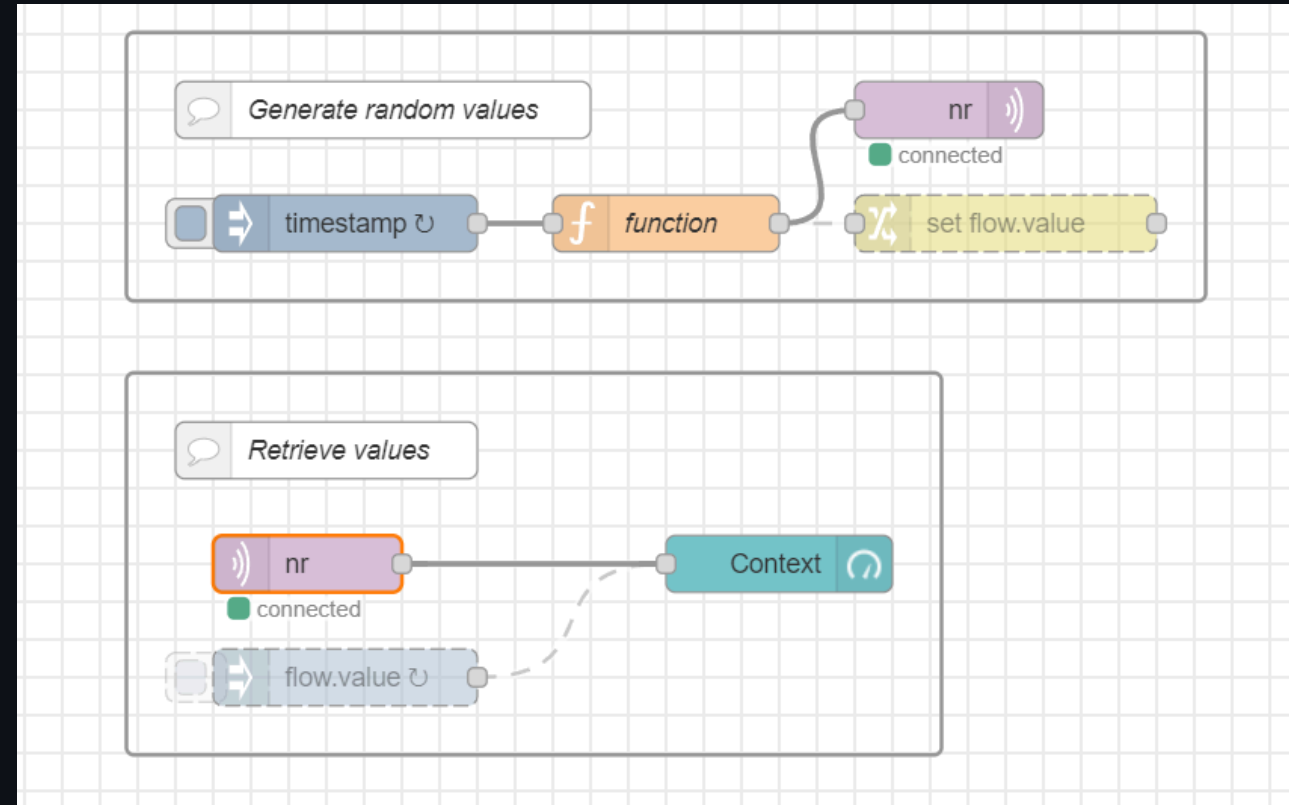 Generate random values
nr
connected
timestamp ↻
function
set flow.value
Retrieve values
nr
Context
connected
flow.value ↻